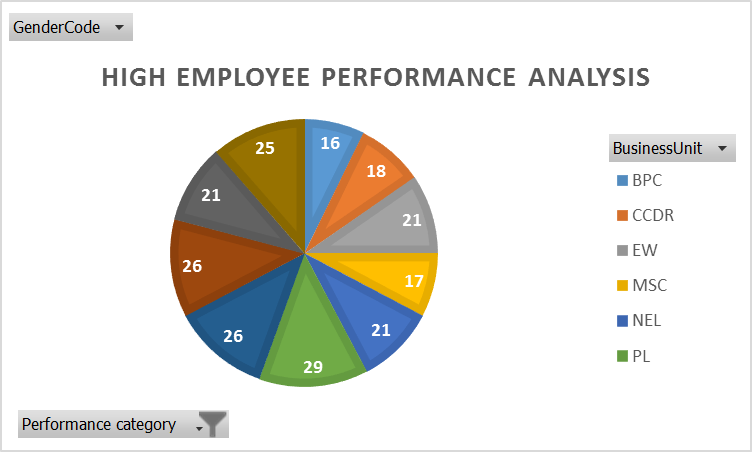 GenderCode
HIGH EMPLOYEE PERFORMANCE ANALYSIS
BusinessUnit
BPC
CCDR
EW
MSC
NEL
PL
16
18
21
17
21
29
26
26
21
25
Performance category